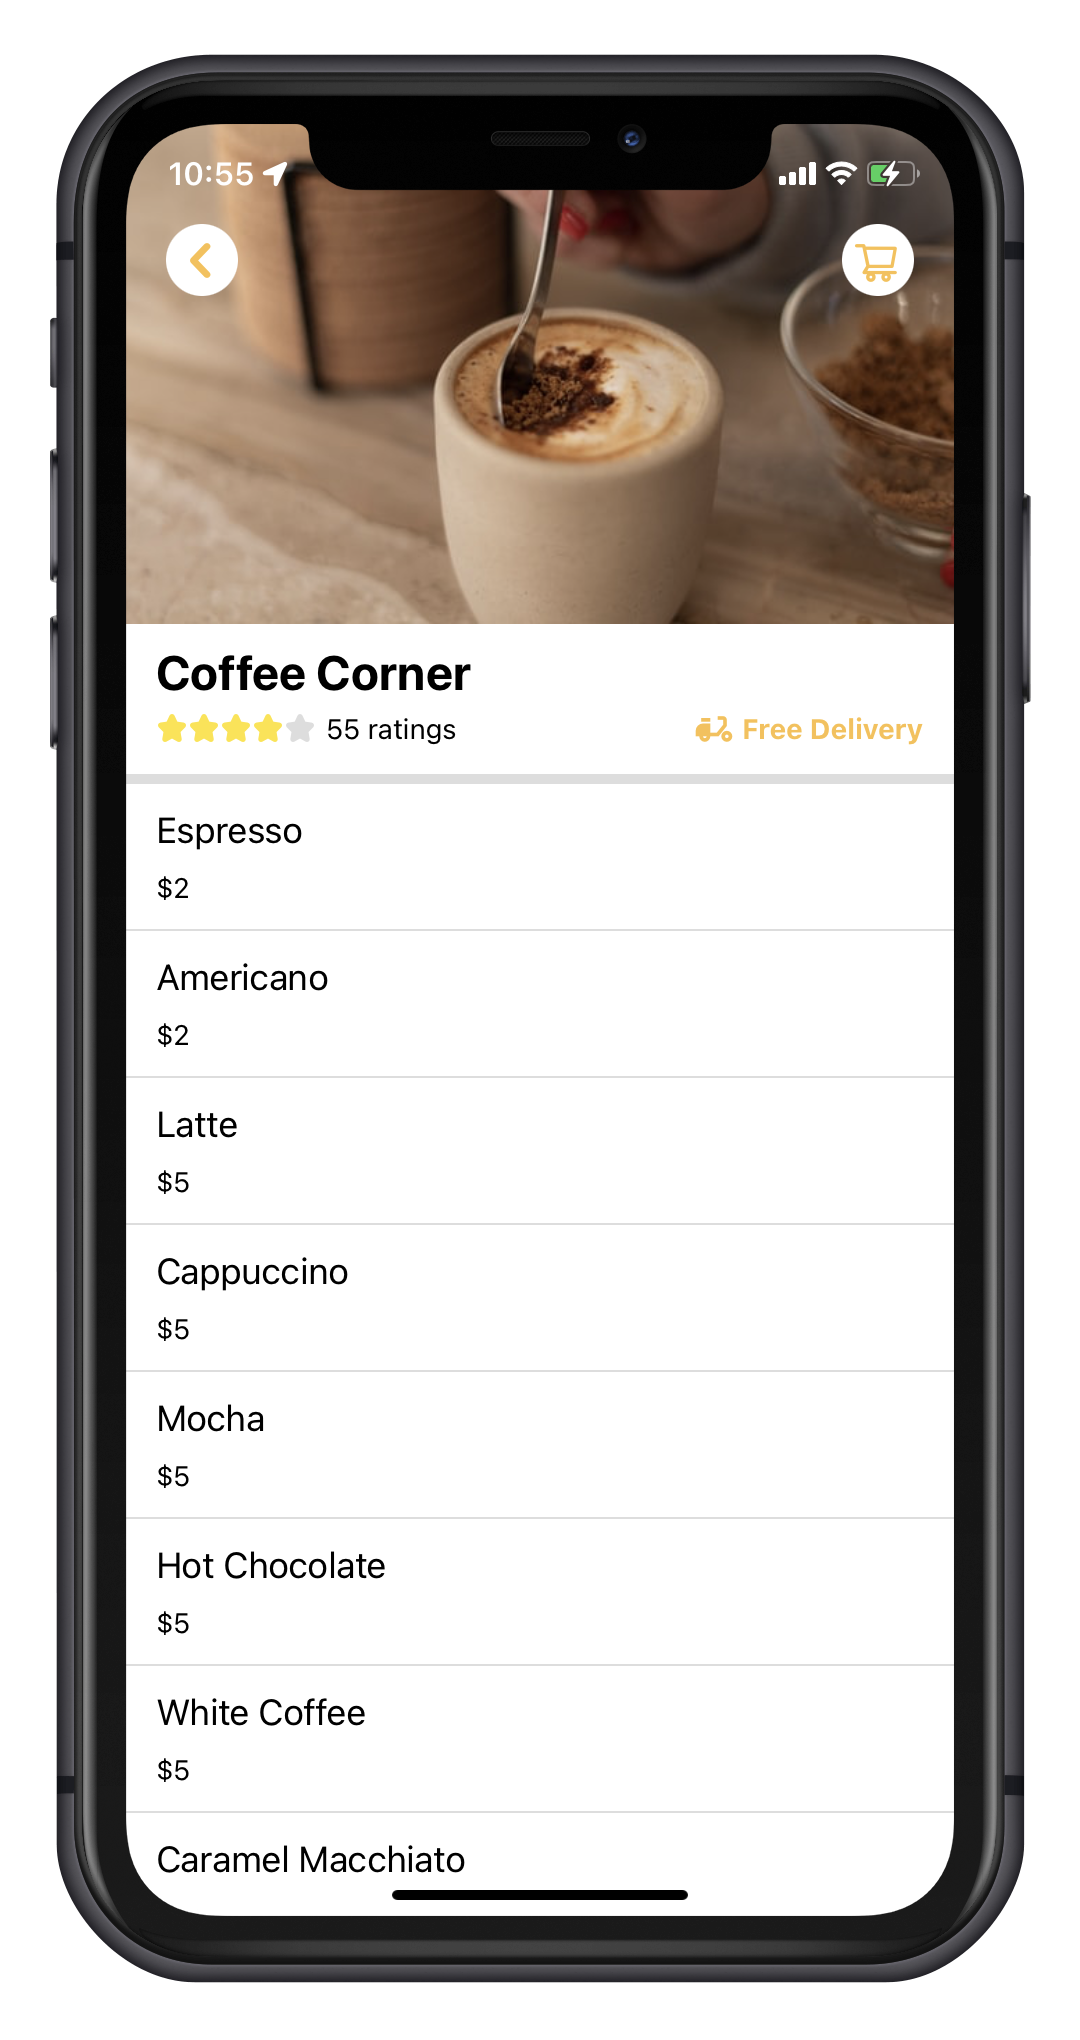 10:55
Coffee Corner
55 ratings
Free Delivery
Espresso
$2
Americano
$2
Latte
$5
Cappuccino
$5
Mocha
$5
Hot Chocolate
$5
White Coffee
$5
Caramel Macchiato